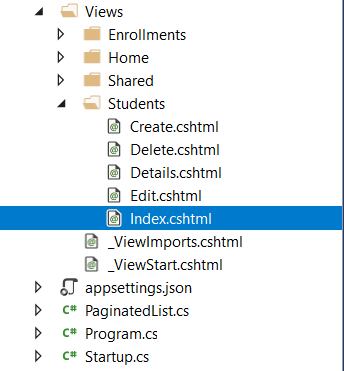 Views
Enrollments
Home
Shared
Students
Create.cshtml
Delete.cshtml
Details.cshtml
Edit.cshtml
Index.cshtml
_ViewImports.cshtml
_ViewStart.cshtml
appsettings.json
C# PaginatedList.cs
C# Program.cs
C# Startup.cs